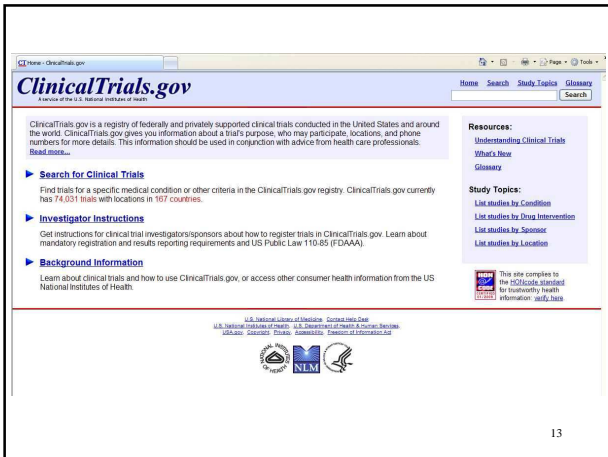 CT Home - ClinicalTrials.gov
Page
Tools
ClinicalTrials.gov
A service of the U.S. National Institutes of Health
Home Search Study Topics Glossary
Search
ClinicalTrials.gov is a registry of federally and privately supported clinical trials conducted in the United States and around
the world. ClinicalTrials.gov gives you information about a trial's purpose, who may participate, locations, and phone
numbers for more details. This information should be used in conjunction with advice from health care professionals.
Read more...
Search for Clinical Trials
Find trials for a specific medical condition or other criteria in the ClinicalTrials.gov registry. ClinicalTrials.gov currently
has 74,031 trials with locations in 167 countries.
Investigator Instructions
Get instructions for clinical trial investigators/sponsors about how to register trials in ClinicalTrials.gov. Learn about
mandatory registration and results reporting requirements and US Public Law 110-85 (FDAAA).
Background Information
Learn about clinical trials and how to use ClinicalTrials.gov, or access other consumer health information from the US
National Institutes of Health.
Resources:
Understanding Clinical Trials
What's New
Glossary
Study Topics:
List studies by Condition
List studies by Drug Intervention
List studies by Sponsor
List studies by Location
HON
CODE
This site complies to
the HONcode standard
for trustworthy health
information: verify here
U.S. National Library of Medicine, Contact Help Desk
U.S. National Institutes of Health, U.S. Department of Health & Human Services,
USA.gov, Copyright, Privacy, Accessibility, Freedom of Information Act
NLM
13